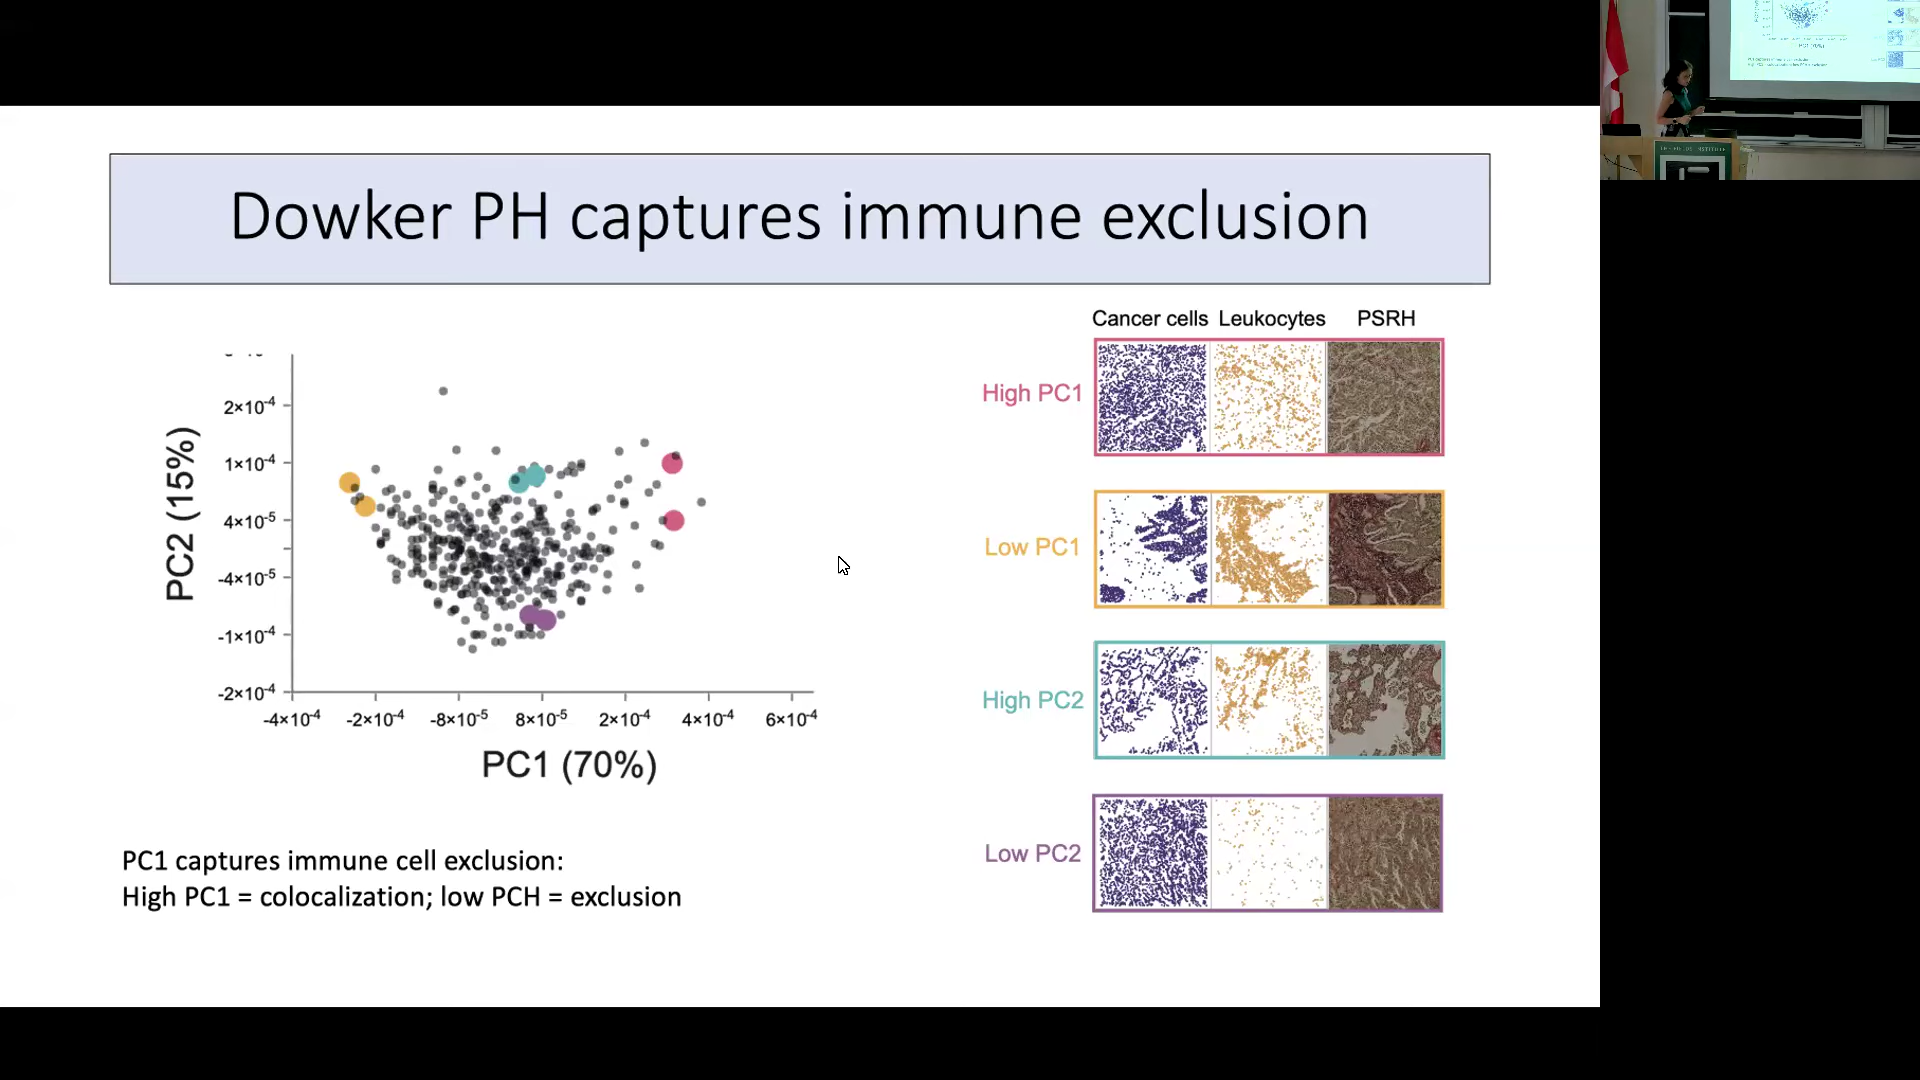 Dowker PH captures immune exclusion
Cancer cells Leukocytes PSRH
High PC1
Low PC1
High PC2
Low PC2
PC2 (15%)
2×10-4
1×10-4
4×10-5
-4×10-5
-1×10-4
-2×10-4
-4×10-4 -2×10-4 -8×10-5 8×10-5 2×10-4 4×10-4 6×10-4
PC1 (70%)
PC1 captures immune cell exclusion:
High PC1 = colocalization; low PCH = exclusion
THE FIELDS INSTITUTE